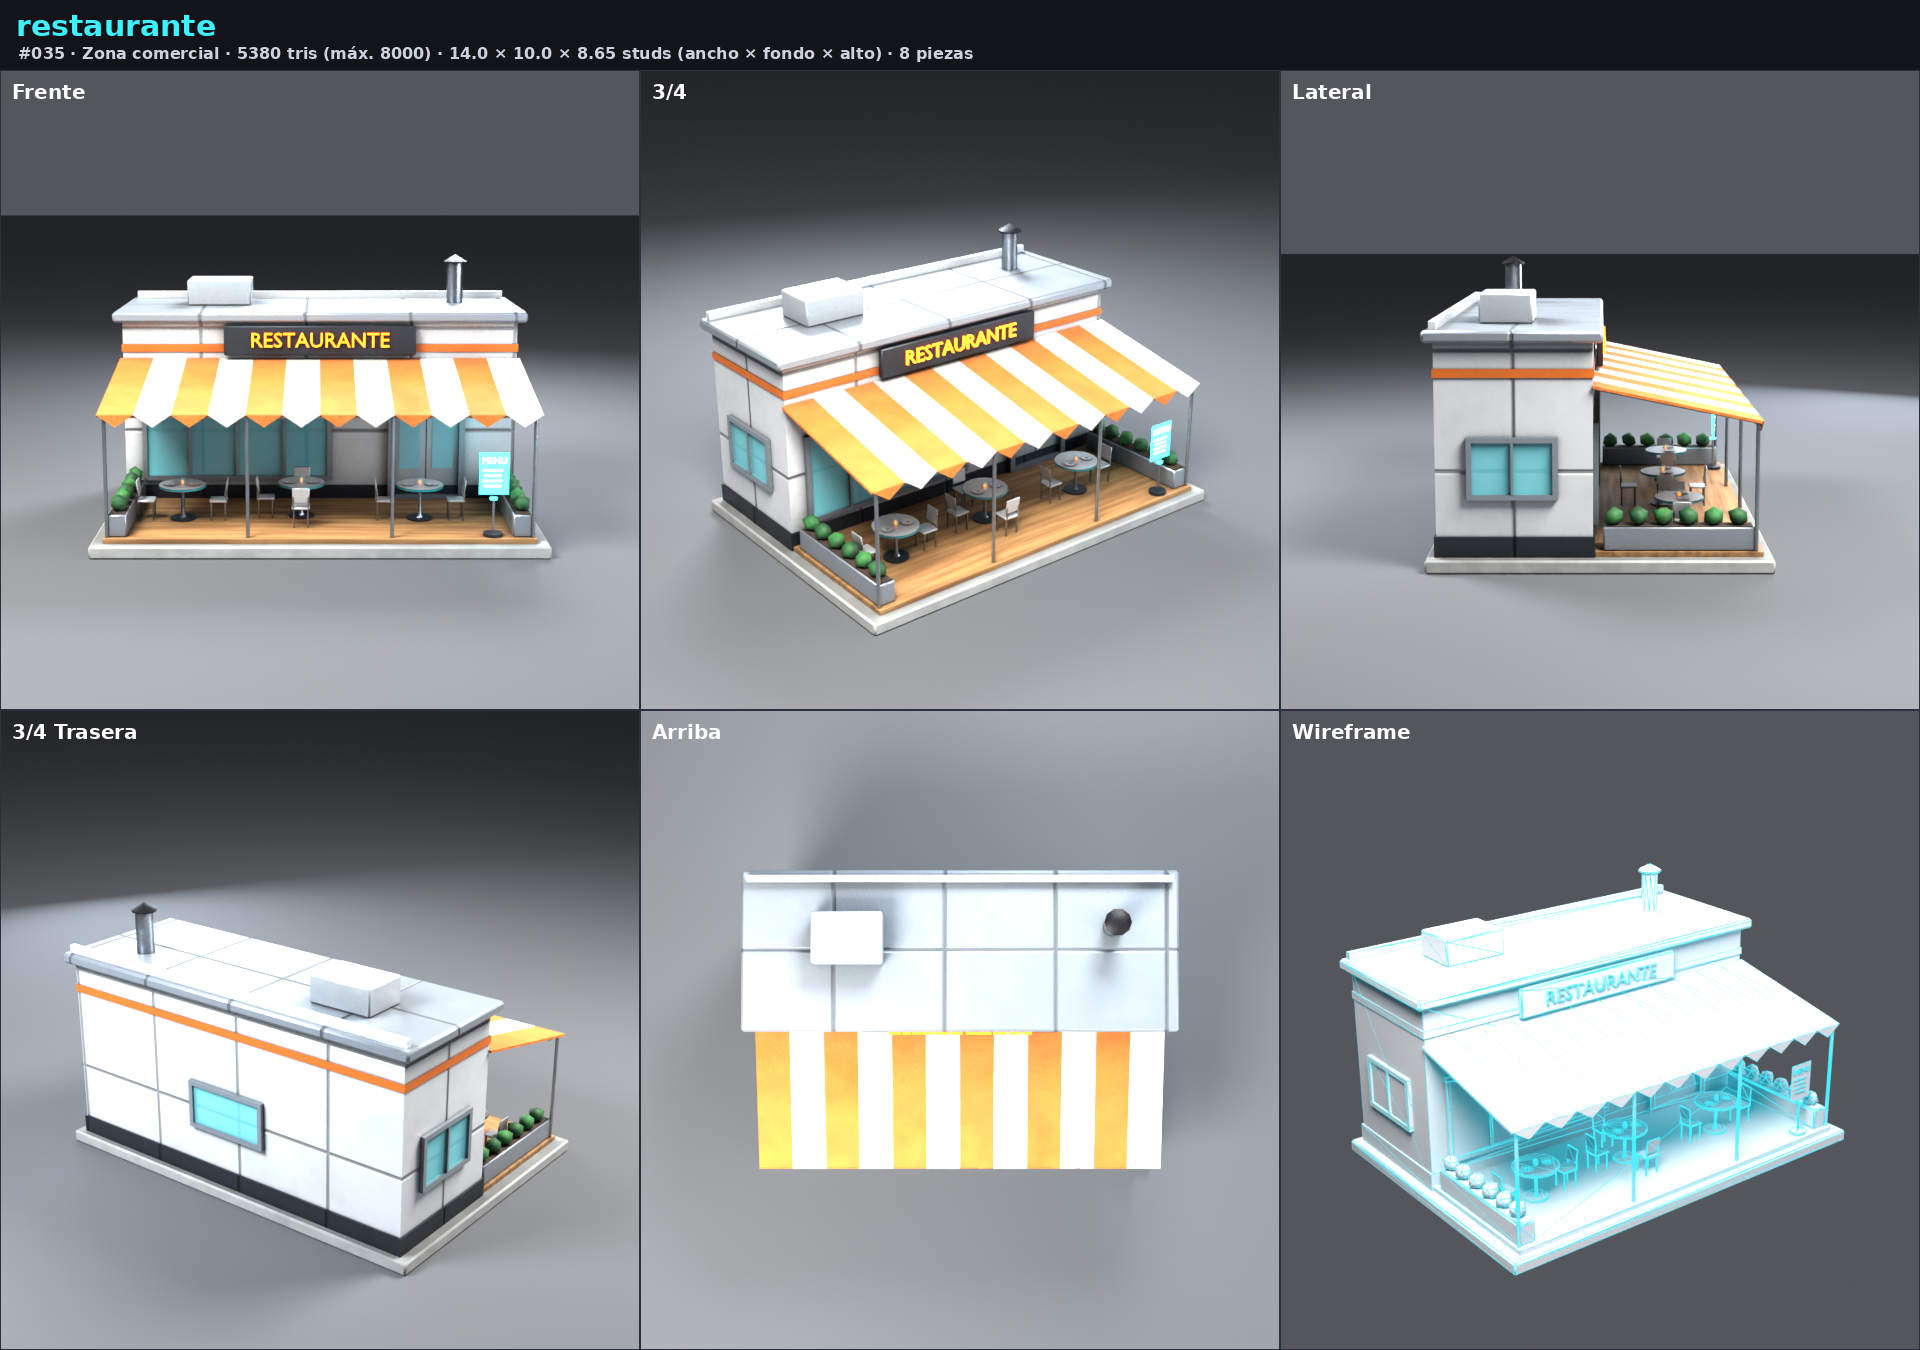 restaurante
#035 · Zona comercial · 5380 tris (máx. 8000) · 14.0 × 10.0 × 8.65 studs (ancho × fondo × alto) · 8 piezas
Frente
3/4
Lateral
RESTAURANTE
MENU
RESTAURANTE
3/4 Trasera
Arriba
Wireframe
RESTAURANTE